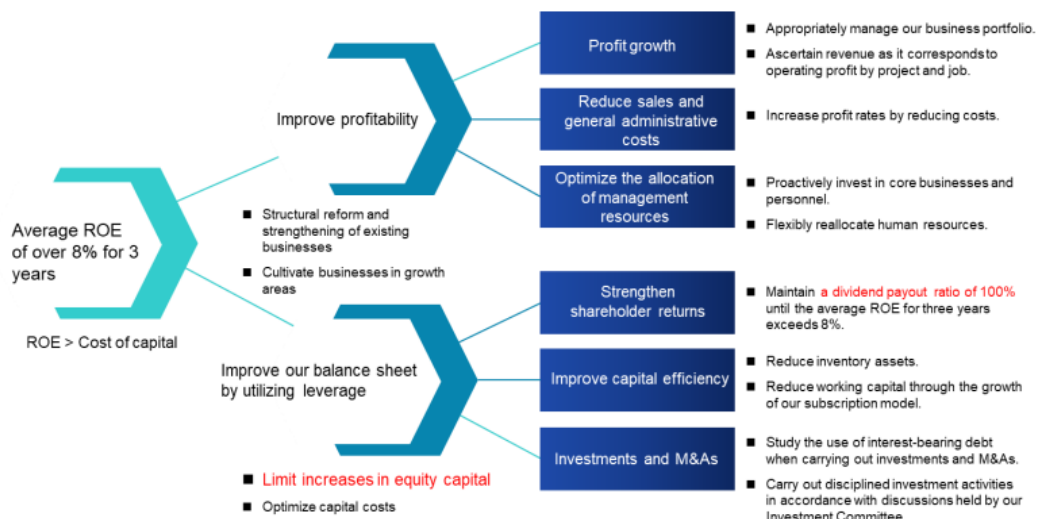 Average ROE
of over 8% for 3
years
ROE > Cost of capital
Improve profitability
■ Structural reform and
strengthening of existing
businesses
■ Cultivate businesses in growth
areas
Profit growth
■ Appropriately manage our business portfolio.
■ Ascertain revenue as it corresponds to
operating profit by project and job.
Reduce sales and
general administrative
costs
■ Increase profit rates by reducing costs.
Optimize the allocation
of management
resources
■ Proactively invest in core businesses and
personnel.
■ Flexibly reallocate human resources.
Improve our balance sheet
by utilizing leverage
■ Limit increases in equity capital
■ Optimize capital costs
Strengthen
shareholder returns
■ Maintain a dividend payout ratio of 100%
until the average ROE for three years
exceeds 8%.
Improve capital efficiency
■ Reduce inventory assets.
■ Reduce working capital through the growth
of our subscription model.
Investments and M&As
■ Study the use of interest-bearing debt
when carrying out investments and M&As.
■ Carry out disciplined investment activities
in accordance with discussions held by our
Investment Committee